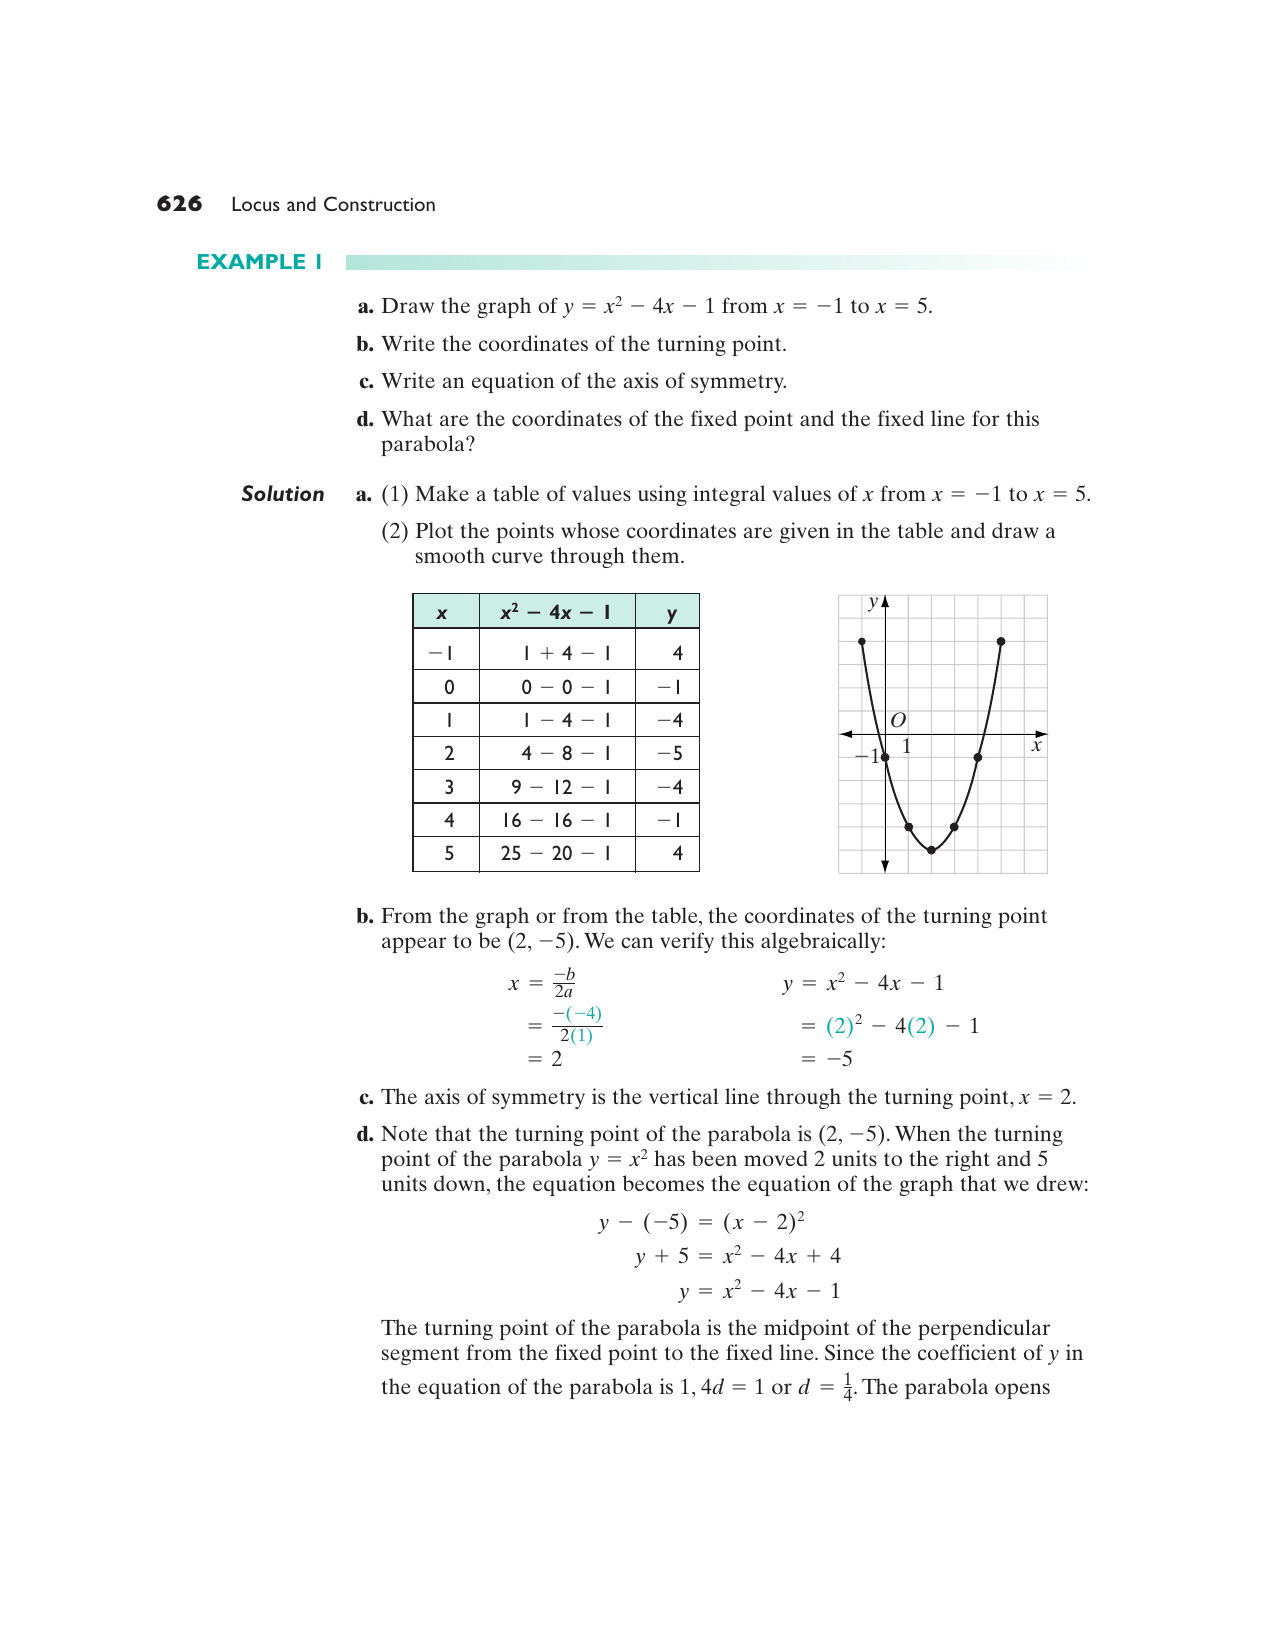 626 Locus and Construction
EXAMPLE 1
a. Draw the graph of y = x² − 4x − 1 from x = −1 to x = 5.
b. Write the coordinates of the turning point.
c. Write an equation of the axis of symmetry.
d. What are the coordinates of the fixed point and the fixed line for this
parabola?
Solution a. (1) Make a table of values using integral values of x from x = −1 to x = 5.
(2) Plot the points whose coordinates are given in the table and draw a
smooth curve through them.
x x² − 4x − 1 y
−1 1 + 4 − 1 4
0 0 − 0 − 1 −1
1 1 − 4 − 1 −4
2 4 − 8 − 1 −5
3 9 − 12 − 1 −4
4 16 − 16 − 1 −1
5 25 − 20 − 1 4
y
O
−1 1 x
b. From the graph or from the table, the coordinates of the turning point
appear to be (2, −5). We can verify this algebraically:
x = −b/2a y = x² − 4x − 1
= −(−4)/2(1) = (2)² − 4(2) − 1
= 2 = −5
c. The axis of symmetry is the vertical line through the turning point, x = 2.
d. Note that the turning point of the parabola is (2, −5). When the turning
point of the parabola y = x² has been moved 2 units to the right and 5
units down, the equation becomes the equation of the graph that we drew:
y − (−5) = (x − 2)²
y + 5 = x² − 4x + 4
y = x² − 4x − 1
The turning point of the parabola is the midpoint of the perpendicular
segment from the fixed point to the fixed line. Since the coefficient of y in
the equation of the parabola is 1, 4d = 1 or d = 1/4. The parabola opens